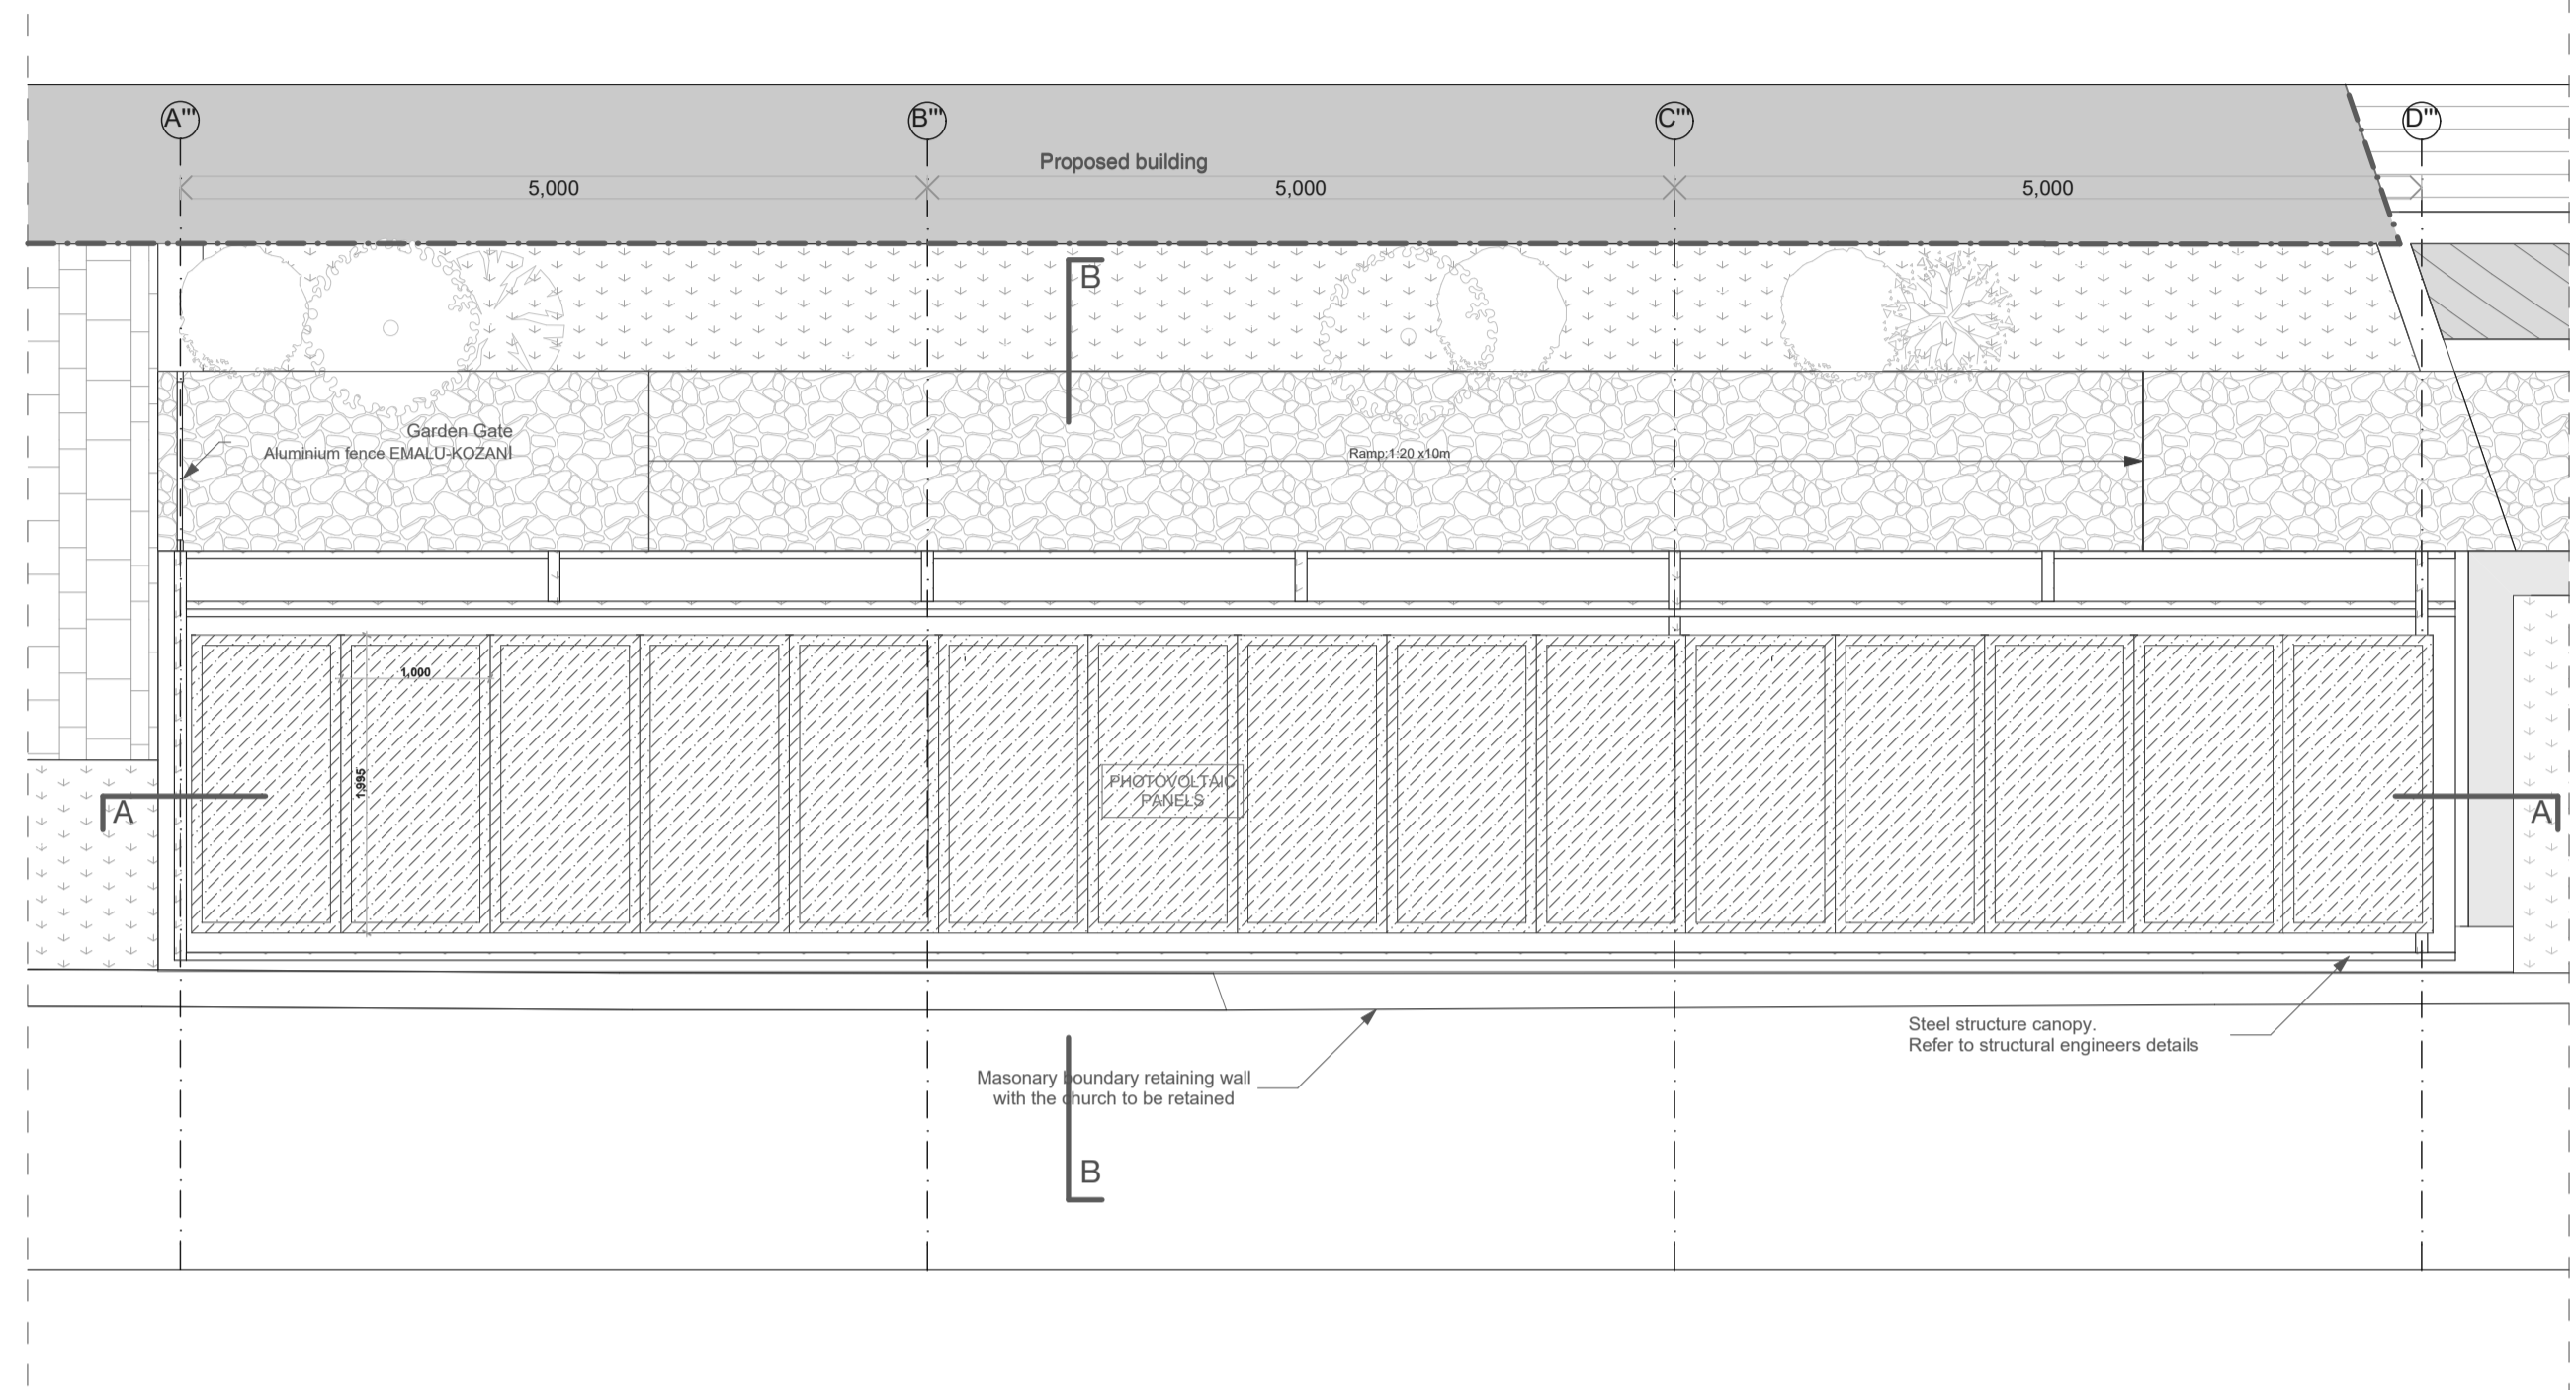 A''' B''' C''' D'''
Proposed building
5,000 5,000 5,000
B
Garden Gate
Aluminium fence EMALU-KOZANI
Ramp:1:20 x10m
1,000
1,995
PHOTOVOLTAIC
PANELS
A A
Steel structure canopy.
Refer to structural engineers details
Masonary boundary retaining wall
with the church to be retained
B